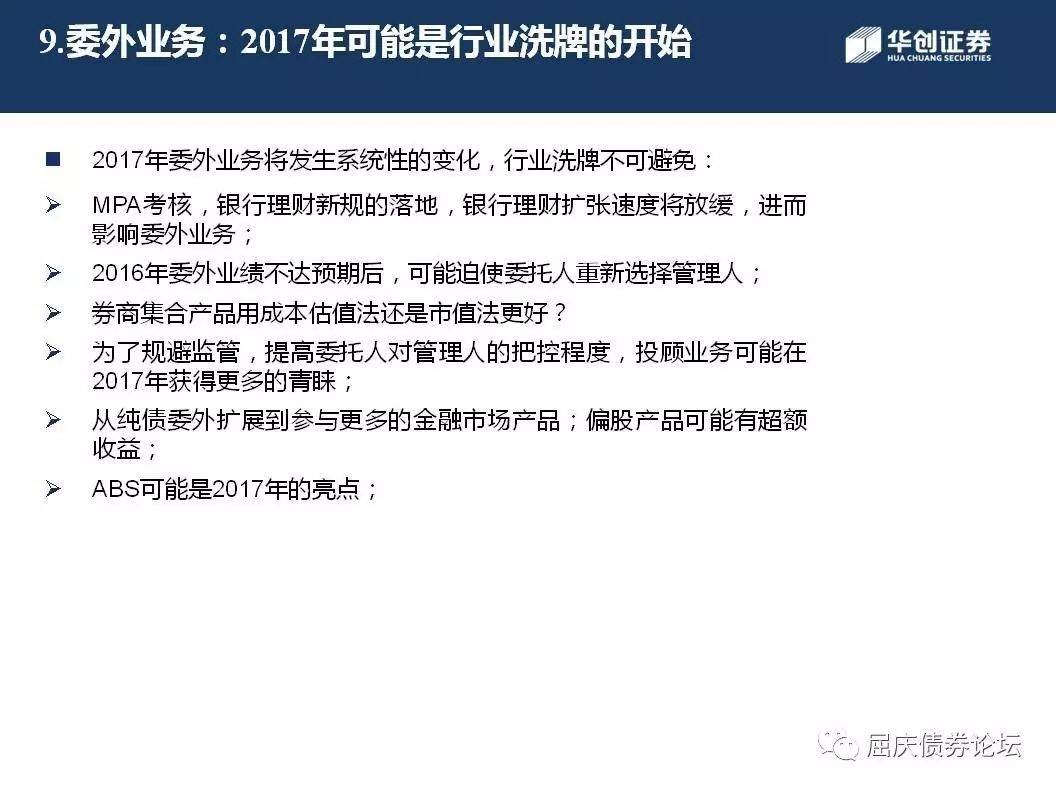 9.委外业务：2017年可能是行业洗牌的开始
华创证券
HUA CHUANG SECURITIES
2017年委外业务将发生系统性的变化，行业洗牌不可避免：
MPA考核，银行理财新规的落地，银行理财扩张速度将放缓，进而
影响委外业务；
2016年委外业绩不达预期后，可能迫使委托人重新选择管理人；
券商集合产品用成本估值法还是市值法更好？
为了规避监管，提高委托人对管理人的把控程度，投顾业务可能在
2017年获得更多的青睐；
从纯债委外扩展到参与更多的金融市场产品；偏股产品可能有超额
收益；
ABS可能是2017年的亮点；
屈庆债券论坛